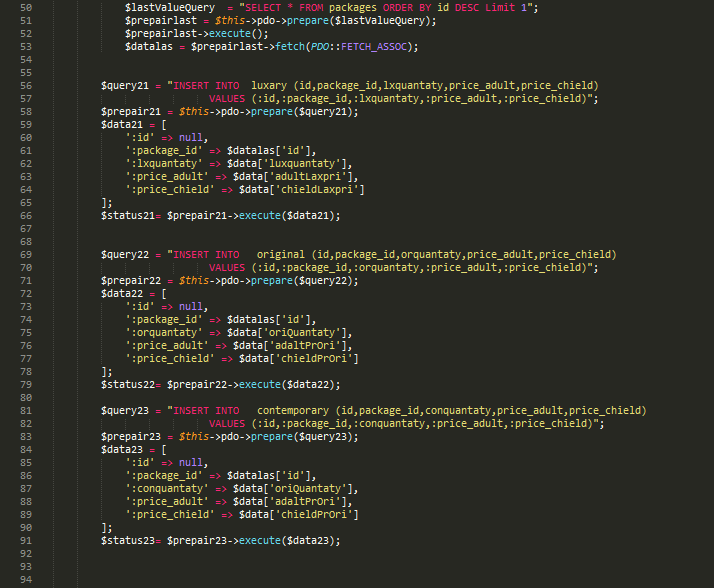 50 $lastValueQuery  = "SELECT * FROM packages ORDER BY id DESC Limit 1";
51 $prepairlast = $this->pdo->prepare($lastValueQuery);
52 $prepairlast->execute();
53 $datalas = $prepairlast->fetch(PDO::FETCH_ASSOC);
54
55
56 $query21 = "INSERT INTO  luxary (id,package_id,lxquantaty,price_adult,price_chield)
57 VALUES (:id,:package_id,:lxquantaty,:price_adult,:price_chield)";
58 $prepair21 = $this->pdo->prepare($query21);
59 $data21 = [
60 ':id' => null,
61 ':package_id' => $datalas['id'],
62 ':lxquantaty' => $data['luxquantaty'],
63 ':price_adult' => $data['adultLaxpri'],
64 ':price_chield' => $data['chieldLaxpri']
65 ];
66 $status21= $prepair21->execute($data21);
67
68
69 $query22 = "INSERT INTO   original (id,package_id,orquantaty,price_adult,price_chield)
70 VALUES (:id,:package_id,:orquantaty,:price_adult,:price_chield)";
71 $prepair22 = $this->pdo->prepare($query22);
72 $data22 = [
73 ':id' => null,
74 ':package_id' => $datalas['id'],
75 ':orquantaty' => $data['oriQuantaty'],
76 ':price_adult' => $data['adaltPrOri'],
77 ':price_chield' => $data['chieldPrOri']
78 ];
79 $status22= $prepair22->execute($data22);
80
81 $query23 = "INSERT INTO   contemporary (id,package_id,conquantaty,price_adult,price_chield)
82 VALUES (:id,:package_id,:conquantaty,:price_adult,:price_chield)";
83 $prepair23 = $this->pdo->prepare($query23);
84 $data23 = [
85 ':id' => null,
86 ':package_id' => $datalas['id'],
87 ':conquantaty' => $data['oriQuantaty'],
88 ':price_adult' => $data['adaltPrOri'],
89 ':price_chield' => $data['chieldPrOri']
90 ];
91 $status23= $prepair23->execute($data23);
92
93
94